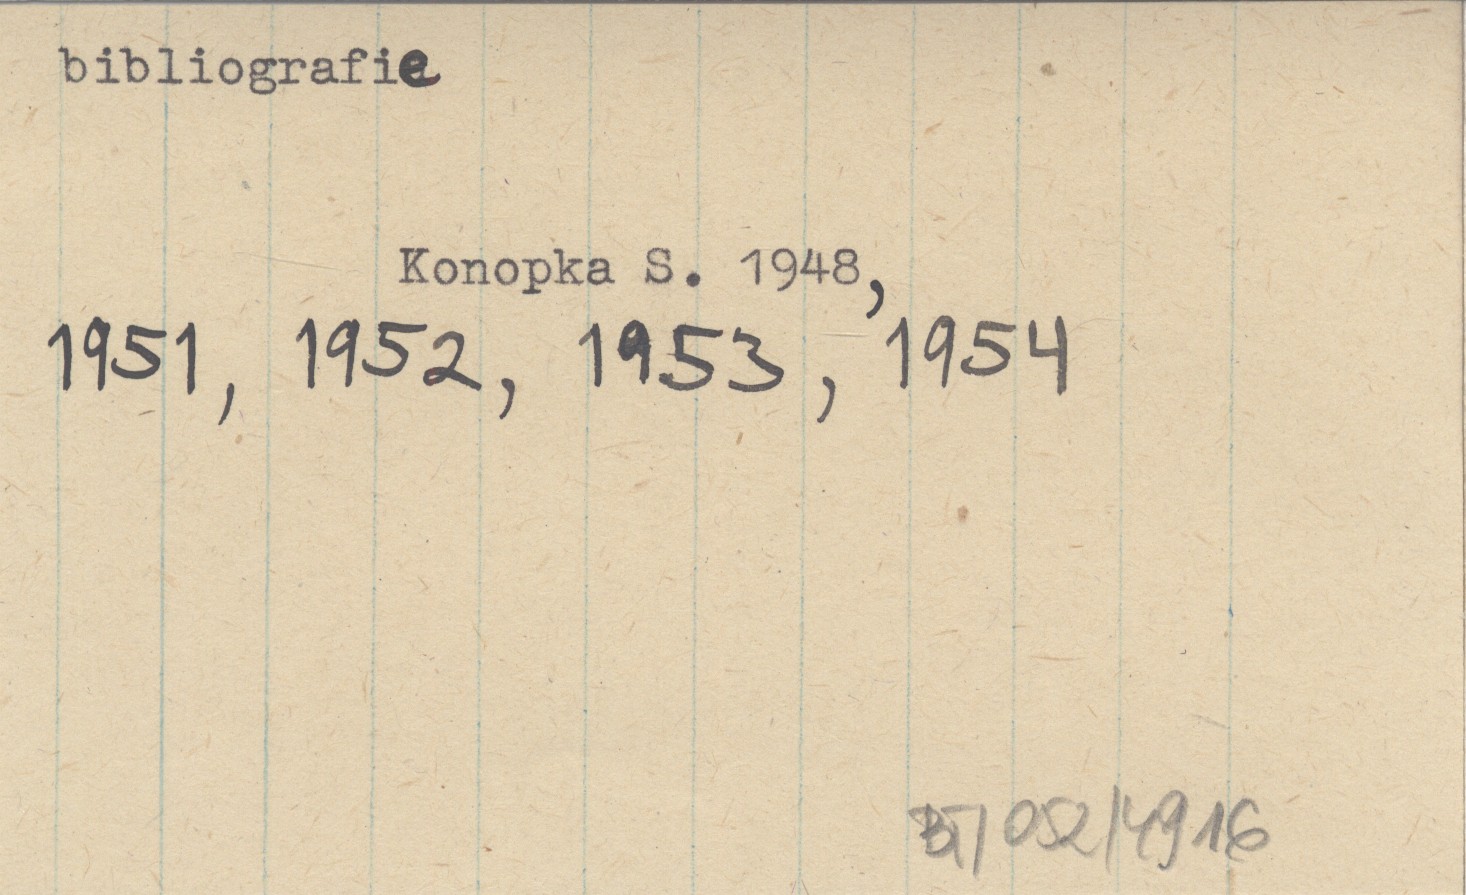 bibliografie
Konopka S. 1948,
1951, 1952, 1953, 1954
BT/052/4916